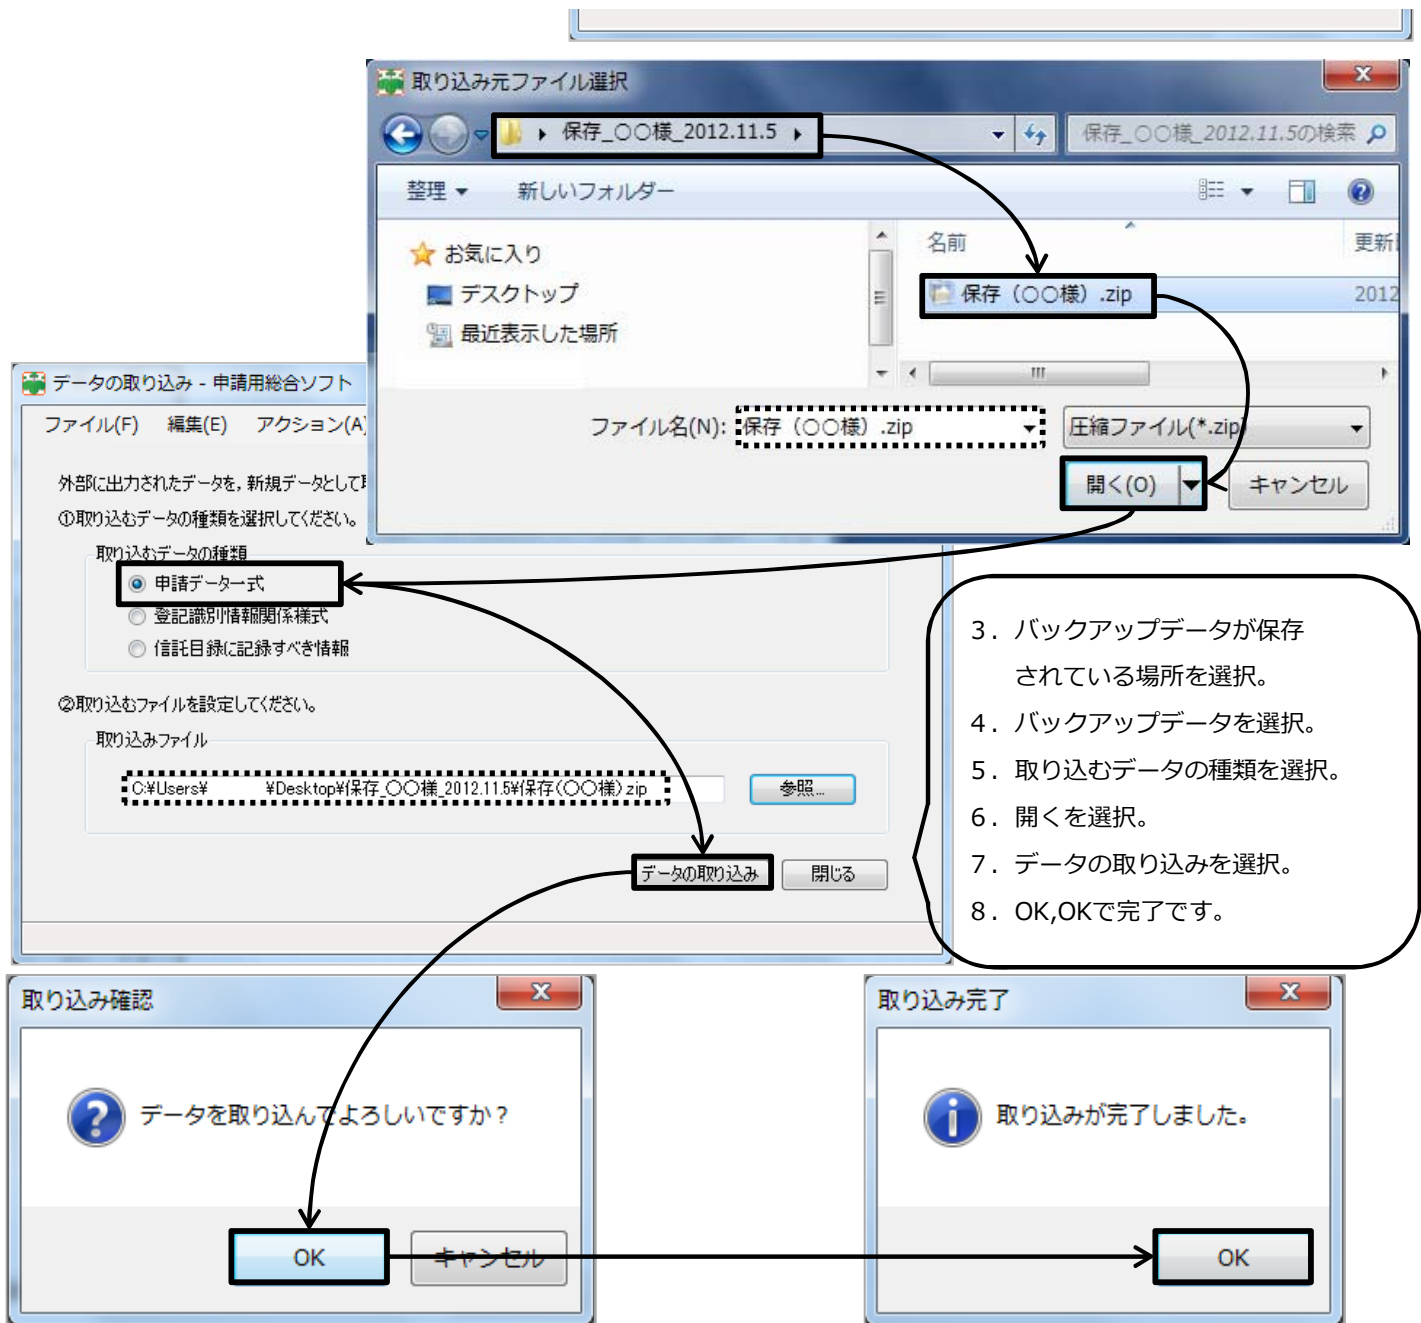 取り込み元ファイル選択
保存_〇〇様_2012.11.5
保存_〇〇様_2012.11.5の検索
整理
新しいフォルダー
お気に入り
デスクトップ
最近表示した場所
名前
更新
保存（〇〇様）.zip
2012
ファイル名(N):
保存（〇〇様）.zip
圧縮ファイル(*.zip)
開く(O)
キャンセル
データの取り込み - 申請用総合ソフト
ファイル(F) 編集(E) アクション(A)
外部に出力されたデータを, 新規データとして取
①取り込むデータの種類を選択してください。
取り込むデータの種類
申請データ一式
登記識別情報関係様式
信託目録に記録すべき情報
②取り込むファイルを設定してください。
取り込みファイル
C:¥Users¥ ¥Desktop¥保存_〇〇様_2012.11.5¥保存(〇〇様).zip
参照...
データの取り込み
閉じる
３．バックアップデータが保存
されている場所を選択。
４．バックアップデータを選択。
５．取り込むデータの種類を選択。
６．開くを選択。
７．データの取り込みを選択。
８．OK,OKで完了です。
取り込み確認
データを取り込んでよろしいですか？
OK
キャンセル
取り込み完了
取り込みが完了しました。
OK